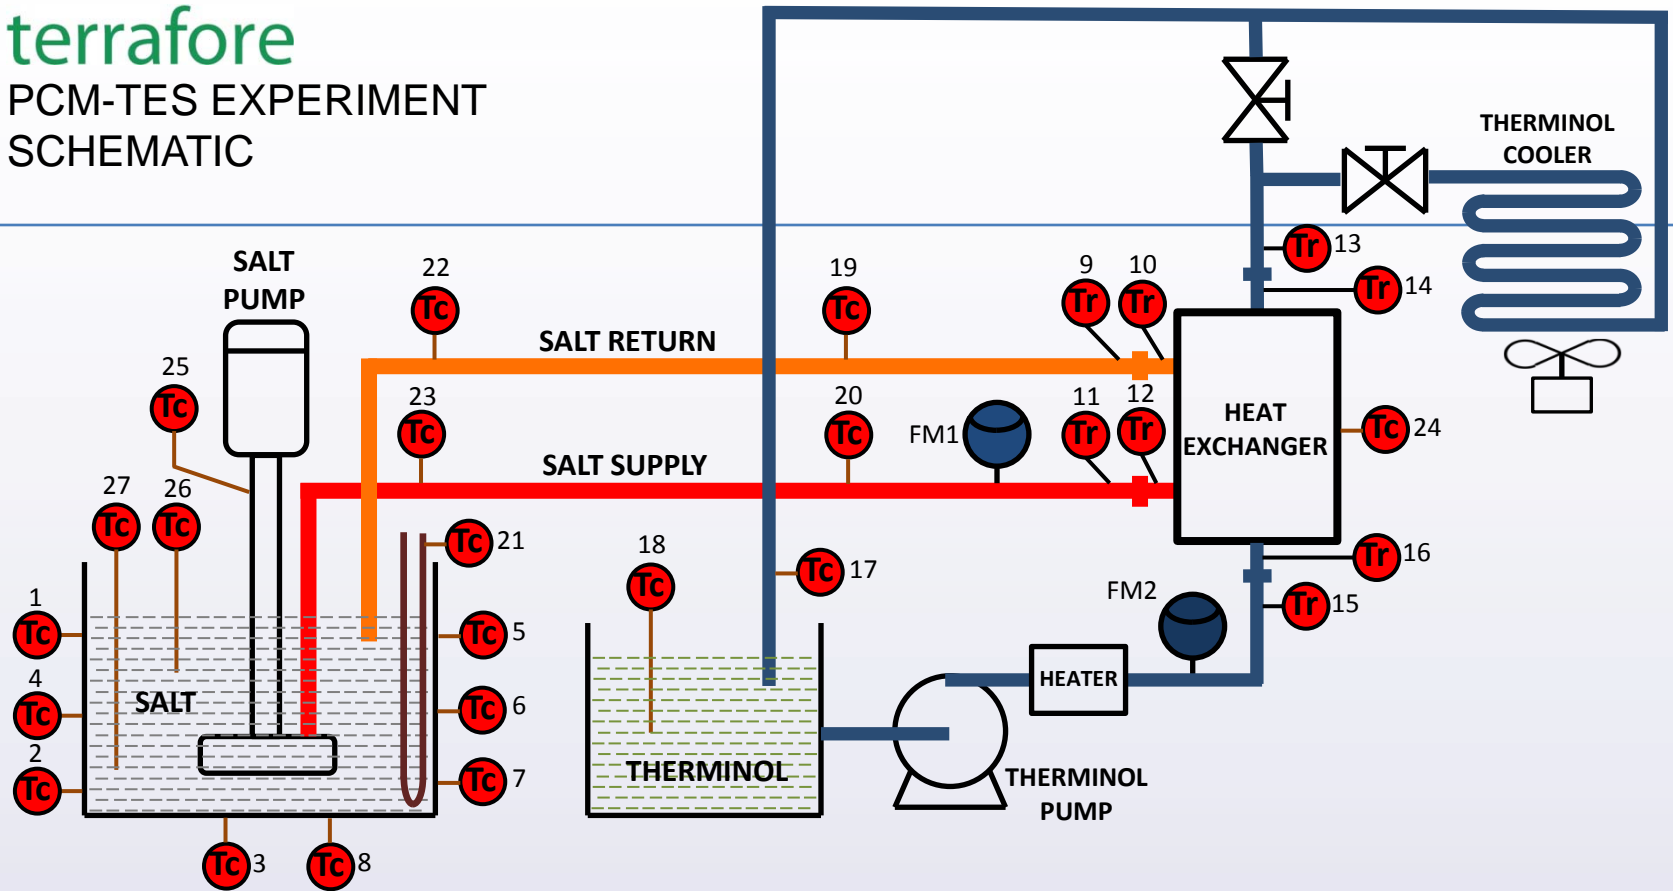 terrafore
PCM-TES EXPERIMENT
SCHEMATIC
THERMINOL
COOLER
Tr 13
Tr 14
SALT
PUMP
22
Tc
19
Tc
9
Tr
10
Tr
SALT RETURN
25
Tc
23
Tc
20
Tc
FM1
11
Tr
12
Tr
HEAT
EXCHANGER
Tc 24
SALT SUPPLY
27
Tc
26
Tc
Tc 21
18
Tc
Tc 17
Tr 16
FM2
Tr 15
1
Tc
Tc 5
4
Tc
SALT
Tc 6
HEATER
2
Tc
Tc 7
THERMINOL
THERMINOL
PUMP
Tc 3
Tc 8